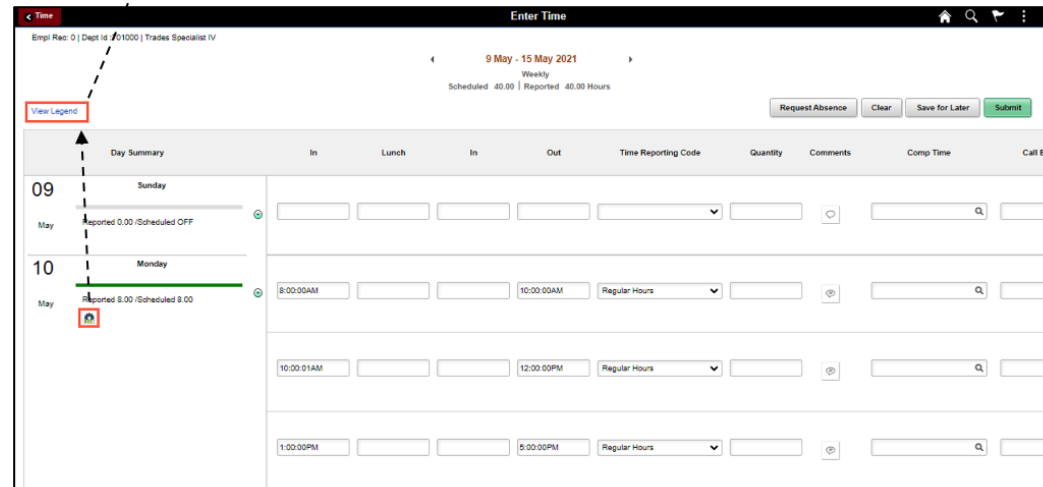 Time
Enter Time
Empl Rec: 0 | Dept Id : 01000 | Trades Specialist IV
9 May - 15 May 2021
Weekly
Scheduled 40.00 | Reported 40.00 Hours
View Legend
Request Absence
Clear
Save for Later
Submit
Day Summary
In
Lunch
In
Out
Time Reporting Code
Quantity
Comments
Comp Time
Call
09
Sunday
May
Reported 0.00 /Scheduled OFF
10
Monday
May
Reported 8.00 /Scheduled 8.00
8:00:00AM
10:00:00AM
Regular Hours
10:00:01AM
12:00:00PM
Regular Hours
1:00:00PM
5:00:00PM
Regular Hours